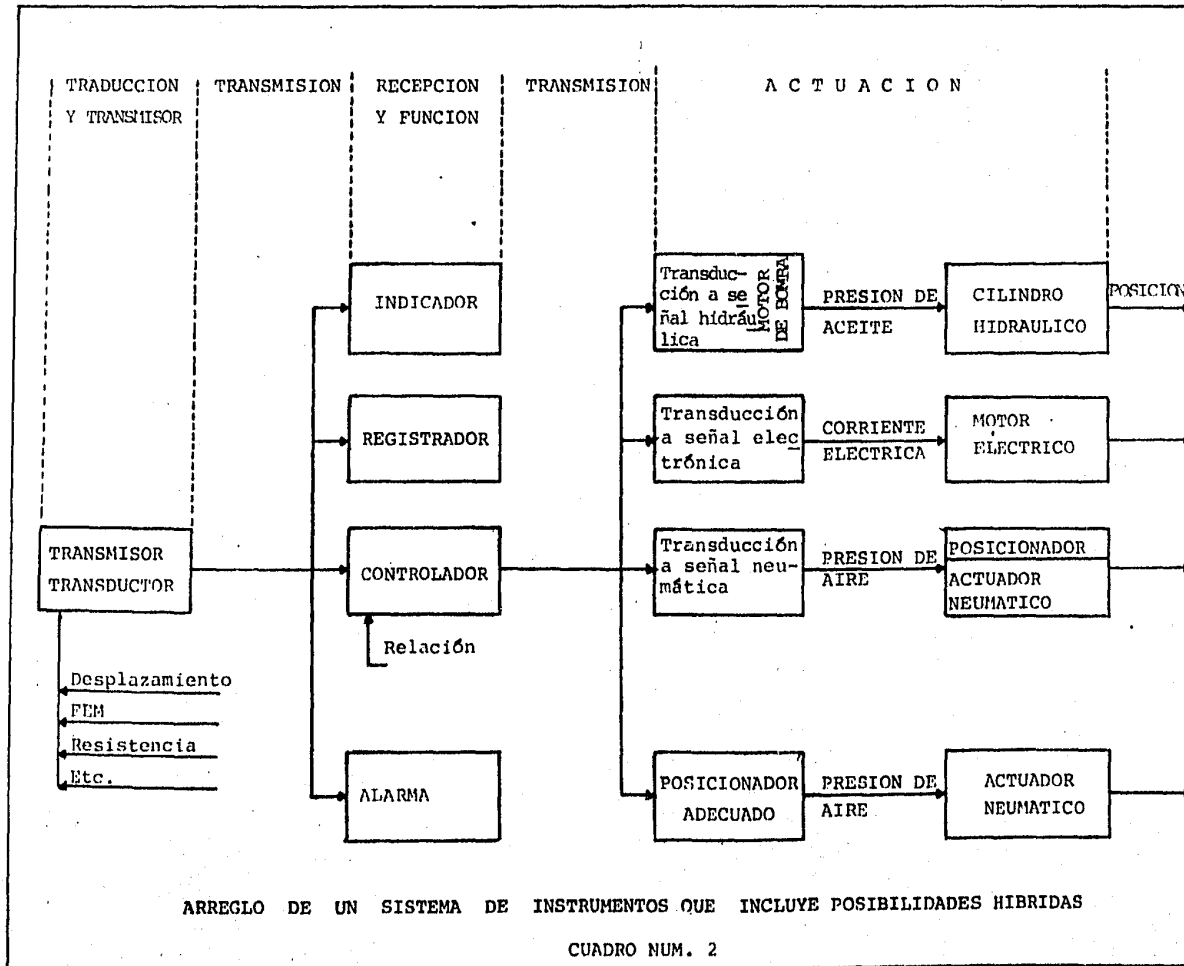 TRADUCCION
Y TRANSMISOR
TRANSMISION
RECEPCION
Y FUNCION
TRANSMISION
ACTUACION
Transduc-
ción a se
ñal hidráu
lica
MOTOR
DE BOMRA
PRESION DE
ACEITE
CILINDRO
HIDRAULICO
POSICION
INDICADOR
REGISTRADOR
Transducción
a señal elec
trónica
CORRIENTE
ELECTRICA
MOTOR
ELECTRICO
TRANSMISOR
TRANSDUCTOR
CONTROLADOR
Relación
Transducción
a señal neu-
mática
PRESION DE
AIRE
POSICIONADOR
ACTUADOR
NEUMATICO
Desplazamiento
FEM
Resistencia
Etc.
ALARMA
POSICIONADOR
ADECUADO
PRESION DE
AIRE
ACTUADOR
NEUMATICO
ARREGLO DE UN SISTEMA DE INSTRUMENTOS QUE INCLUYE POSIBILIDADES HIBRIDAS
CUADRO NUM. 2